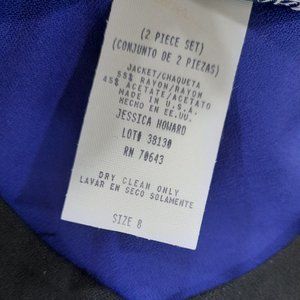 (2 PIECE SET)
(CONJUNTO DE 2 PIEZAS)
JACKET/CHAQUETA
55% RAYON/RAYON
45% ACETATE/ACETATO
MADE IN U.S.A.
HECHO EN EE.UU.
JESSICA HOWARD
LOT# 38130
RN 70643
DRY CLEAN ONLY
LAVAR EN SECO SOLAMENTE
SIZE 8